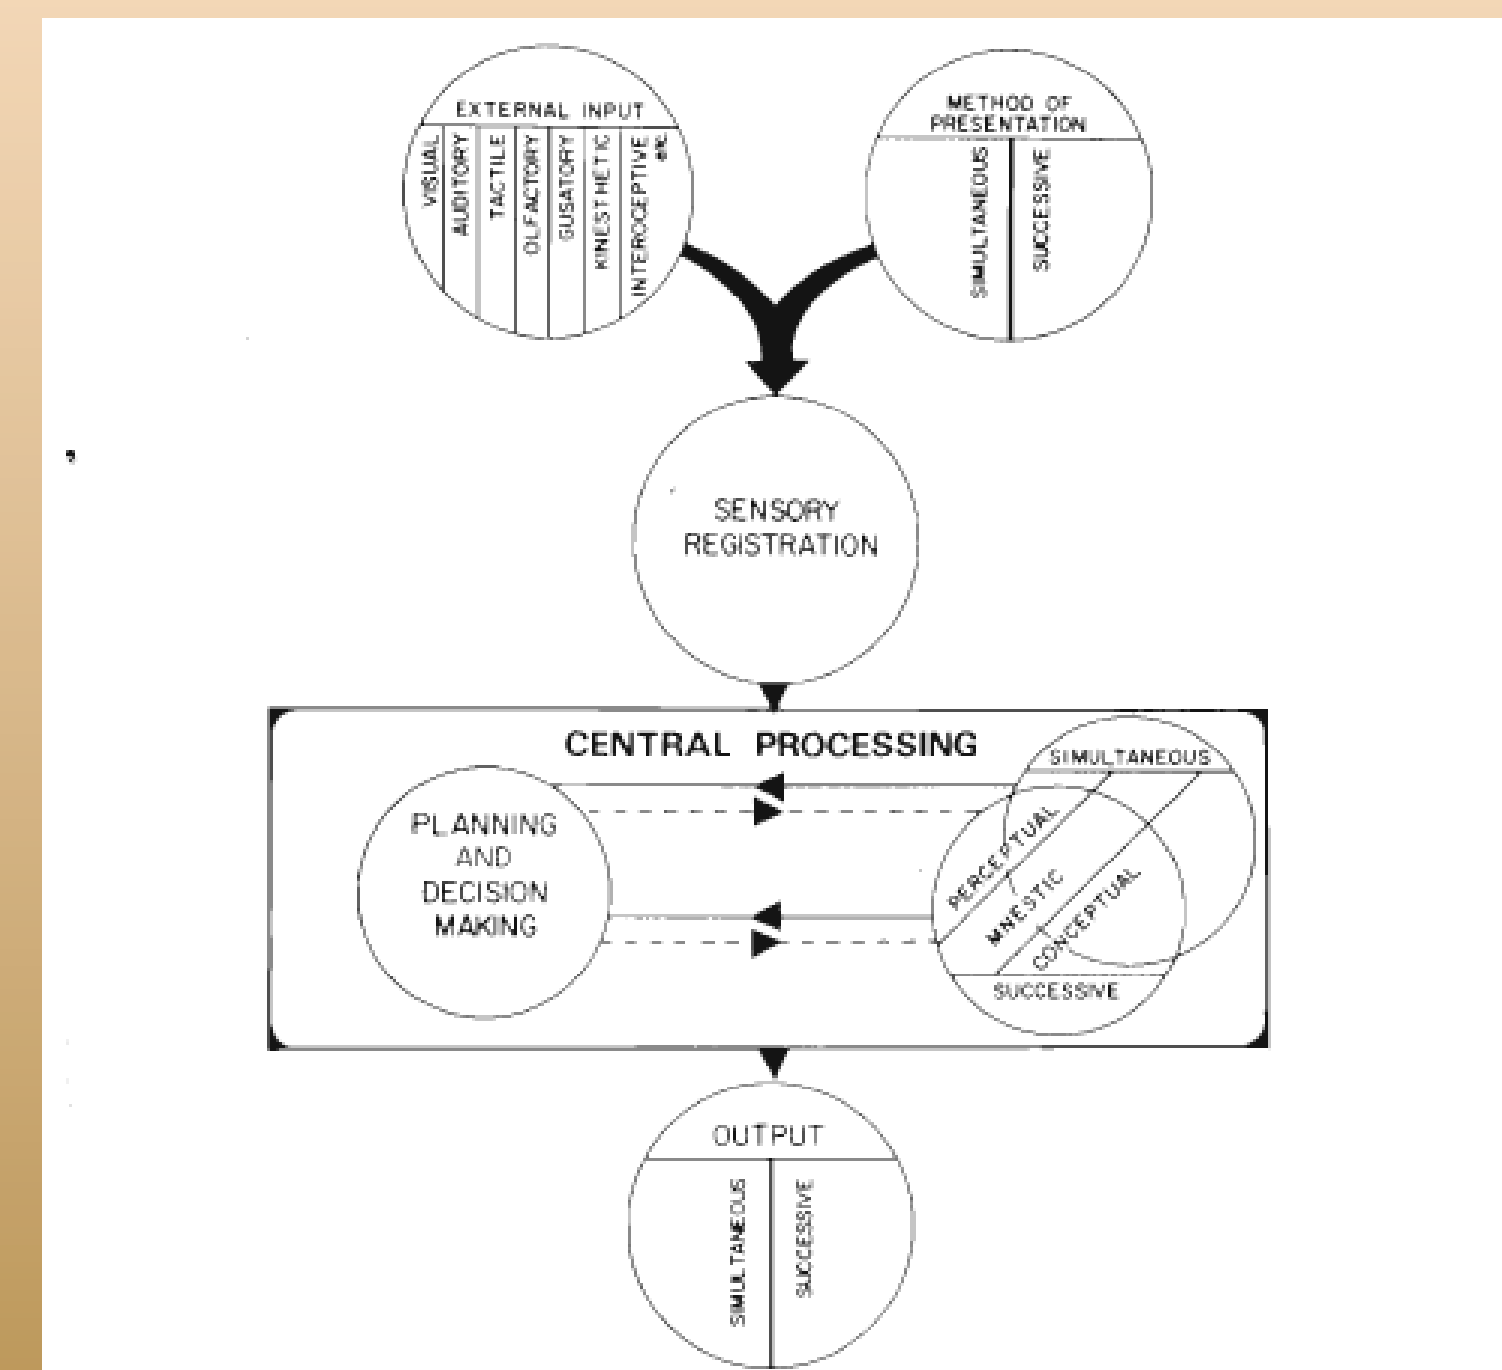 EXTERNAL INPUT
VISUAL
AUDITORY
TACTILE
OLFACTORY
GUSATORY
KINESTHETIC
INTEROCEPTIVE
etc
METHOD OF
PRESENTATION
SIMULTANEOUS
SUCCESSIVE
SENSORY
REGISTRATION
CENTRAL PROCESSING
PLANNING
AND
DECISION
MAKING
SIMULTANEOUS
PERCEPTUAL
MNESTIC
CONCEPTUAL
SUCCESSIVE
OUTPUT
SIMULTANEOUS
SUCCESSIVE